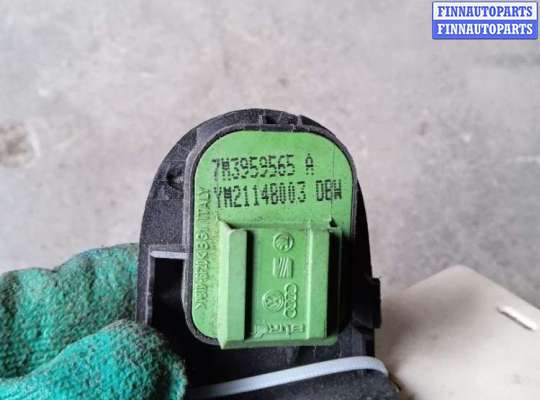 FINNAUTOPARTS
FINNAUTOPARTS
7M3959565 A
YM21148003 DBW
ITALY